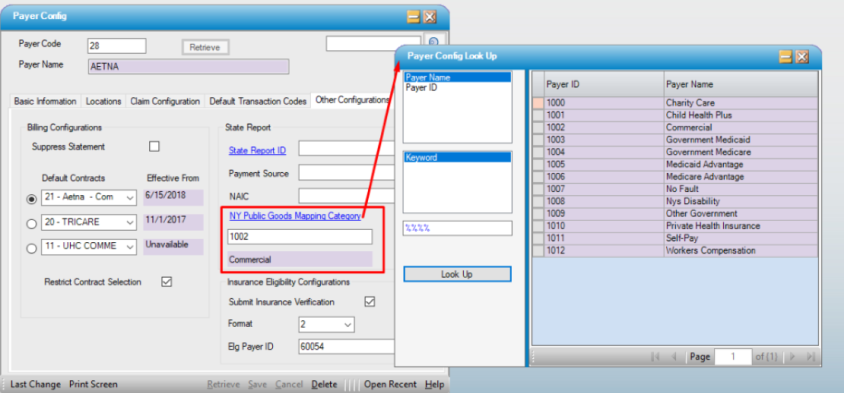 Payer Config
Payer Code 28 Retrieve
Payer Name AETNA
Basic Information Locations Claim Configuration Default Transaction Codes Other Configurations
Billing Configurations
Suppress Statement
Default Contracts Effective From
21 - Aetna - Com 6/15/2018
20 - TRICARE 11/1/2017
11 - UHC COMME Unavailable
Restrict Contract Selection
State Report
State Report ID
Payment Source
NAIC
NY Public Goods Mapping Category
1002
Commercial
Insurance Eligibility Configurations
Submit Insurance Verification
Format 2
Elg Payer ID 60054
Last Change Print Screen Retrieve Save Cancel Delete Open Recent Help
Payer Config Look Up
Payer Name
Payer ID
Keyword
%%%%
Look Up
Payer ID Payer Name
1000 Charity Care
1001 Child Health Plus
1002 Commercial
1003 Government Medicaid
1004 Government Medicare
1005 Medicaid Advantage
1006 Medicare Advantage
1007 No Fault
1008 Nys Disability
1009 Other Government
1010 Private Health Insurance
1011 Self-Pay
1012 Workers Compensation
Page 1 of (1)